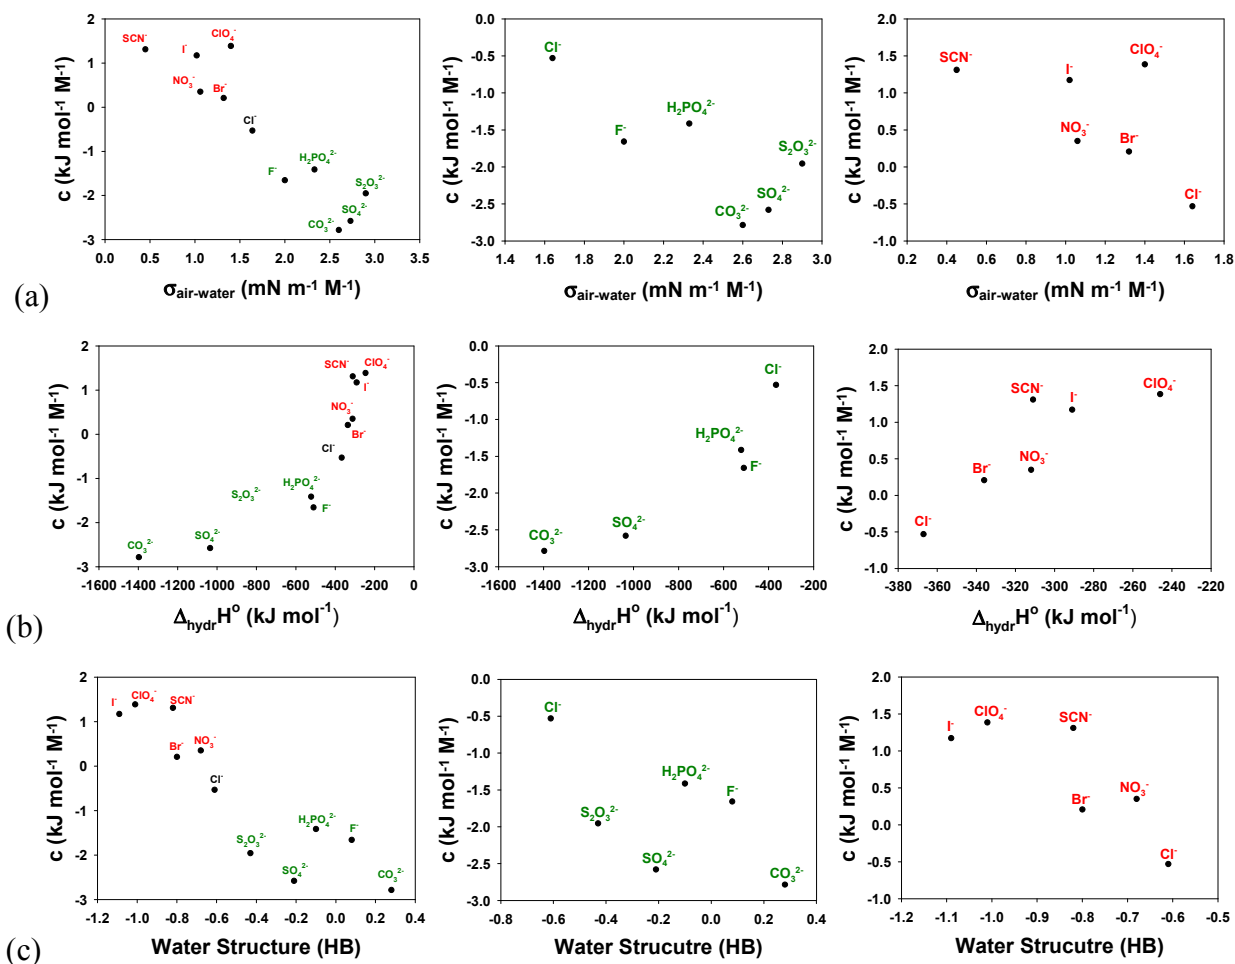 2
1
0
-1
-2
-3
0.0 0.5 1.0 1.5 2.0 2.5 3.0 3.5
c (kJ mol⁻¹ M⁻¹)
SCN⁻
I⁻
ClO₄⁻
NO₃⁻
Br⁻
Cl⁻
F⁻
H₂PO₄²⁻
S₂O₃²⁻
SO₄²⁻
CO₃²⁻
σair-water (mN m⁻¹ M⁻¹)
0.0
-0.5
-1.0
-1.5
-2.0
-2.5
-3.0
1.4 1.6 1.8 2.0 2.2 2.4 2.6 2.8 3.0
c (kJ mol⁻¹ M⁻¹)
Cl⁻
H₂PO₄²⁻
F⁻
S₂O₃²⁻
SO₄²⁻
CO₃²⁻
σair-water (mN m⁻¹ M⁻¹)
2.0
1.5
1.0
0.5
0.0
-0.5
-1.0
0.2 0.4 0.6 0.8 1.0 1.2 1.4 1.6 1.8
c (kJ mol⁻¹ M⁻¹)
SCN⁻
I⁻
ClO₄⁻
NO₃⁻
Br⁻
Cl⁻
σair-water (mN m⁻¹ M⁻¹)
(a)
2
1
0
-1
-2
-3
-1600 -1400 -1200 -1000 -800 -600 -400 -200 0
c (kJ mol⁻¹ M⁻¹)
SCN⁻
ClO₄⁻
I⁻
NO₃⁻
Br⁻
Cl⁻
S₂O₃²⁻
H₂PO₄²⁻
F⁻
SO₄²⁻
CO₃²⁻
ΔhydrH° (kJ mol⁻¹)
0.0
-0.5
-1.0
-1.5
-2.0
-2.5
-3.0
-1600 -1400 -1200 -1000 -800 -600 -400 -200
c (kJ mol⁻¹ M⁻¹)
Cl⁻
H₂PO₄²⁻
F⁻
SO₄²⁻
CO₃²⁻
ΔhydrH° (kJ mol⁻¹)
2.0
1.5
1.0
0.5
0.0
-0.5
-1.0
-380 -360 -340 -320 -300 -280 -260 -240 -220
c (kJ mol⁻¹ M⁻¹)
SCN⁻
I⁻
ClO₄⁻
Br⁻
NO₃⁻
Cl⁻
ΔhydrH° (kJ mol⁻¹)
(b)
2
1
0
-1
-2
-3
-1.2 -1.0 -0.8 -0.6 -0.4 -0.2 0.0 0.2 0.4
c (kJ mol⁻¹ M⁻¹)
I⁻
ClO₄⁻
SCN⁻
Br⁻
NO₃⁻
Cl⁻
S₂O₃²⁻
H₂PO₄²⁻
F⁻
SO₄²⁻
CO₃²⁻
Water Structure (HB)
0.0
-0.5
-1.0
-1.5
-2.0
-2.5
-3.0
-0.8 -0.6 -0.4 -0.2 0.0 0.2 0.4
c (kJ mol⁻¹ M⁻¹)
Cl⁻
H₂PO₄²⁻
F⁻
S₂O₃²⁻
SO₄²⁻
CO₃²⁻
Water Strucutre (HB)
2.0
1.5
1.0
0.5
0.0
-0.5
-1.0
-1.2 -1.1 -1.0 -0.9 -0.8 -0.7 -0.6 -0.5
c (kJ mol⁻¹ M⁻¹)
I⁻
ClO₄⁻
SCN⁻
Br⁻
NO₃⁻
Cl⁻
Water Strucutre (HB)
(c)